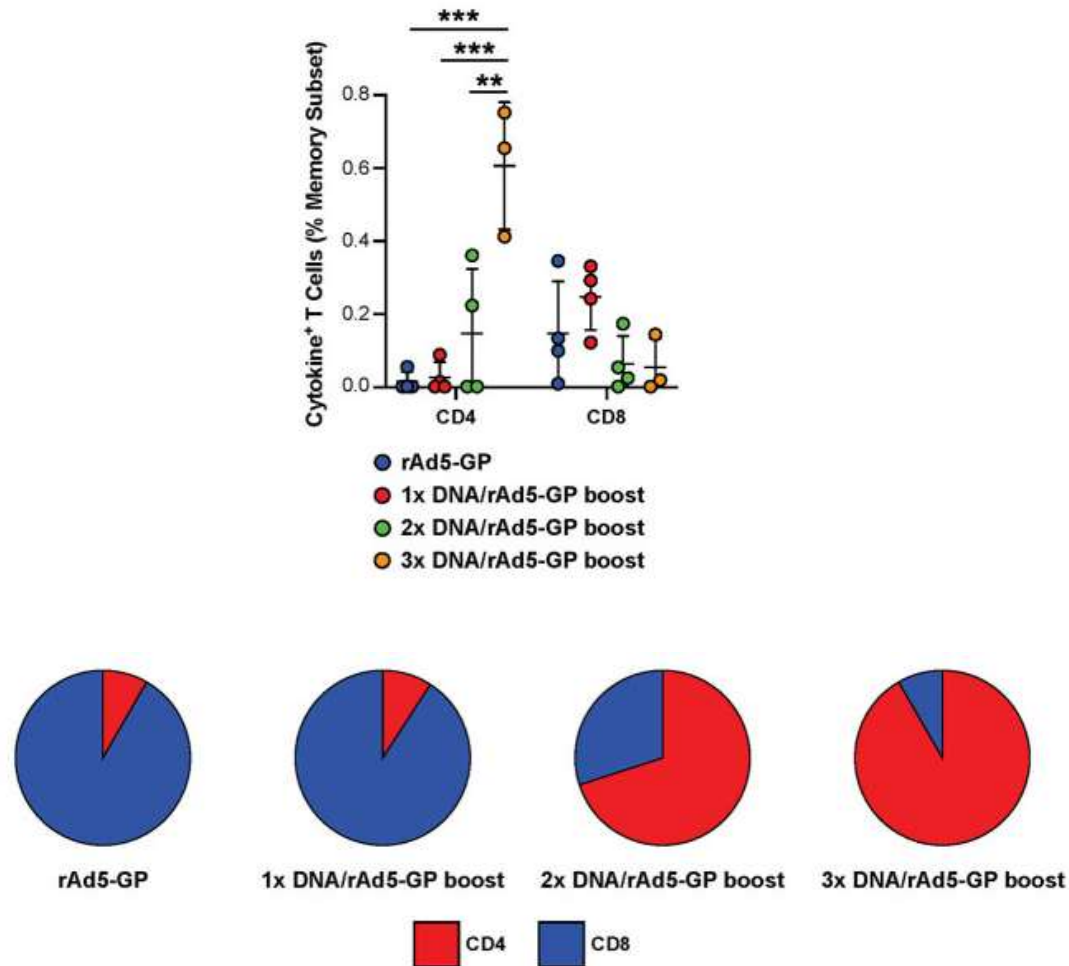 ***
***
**
Cytokine⁺ T Cells (% Memory Subset)
0.8
0.6
0.4
0.2
0.0
CD4 CD8
rAd5-GP
1x DNA/rAd5-GP boost
2x DNA/rAd5-GP boost
3x DNA/rAd5-GP boost
rAd5-GP 1x DNA/rAd5-GP boost 2x DNA/rAd5-GP boost 3x DNA/rAd5-GP boost
CD4 CD8